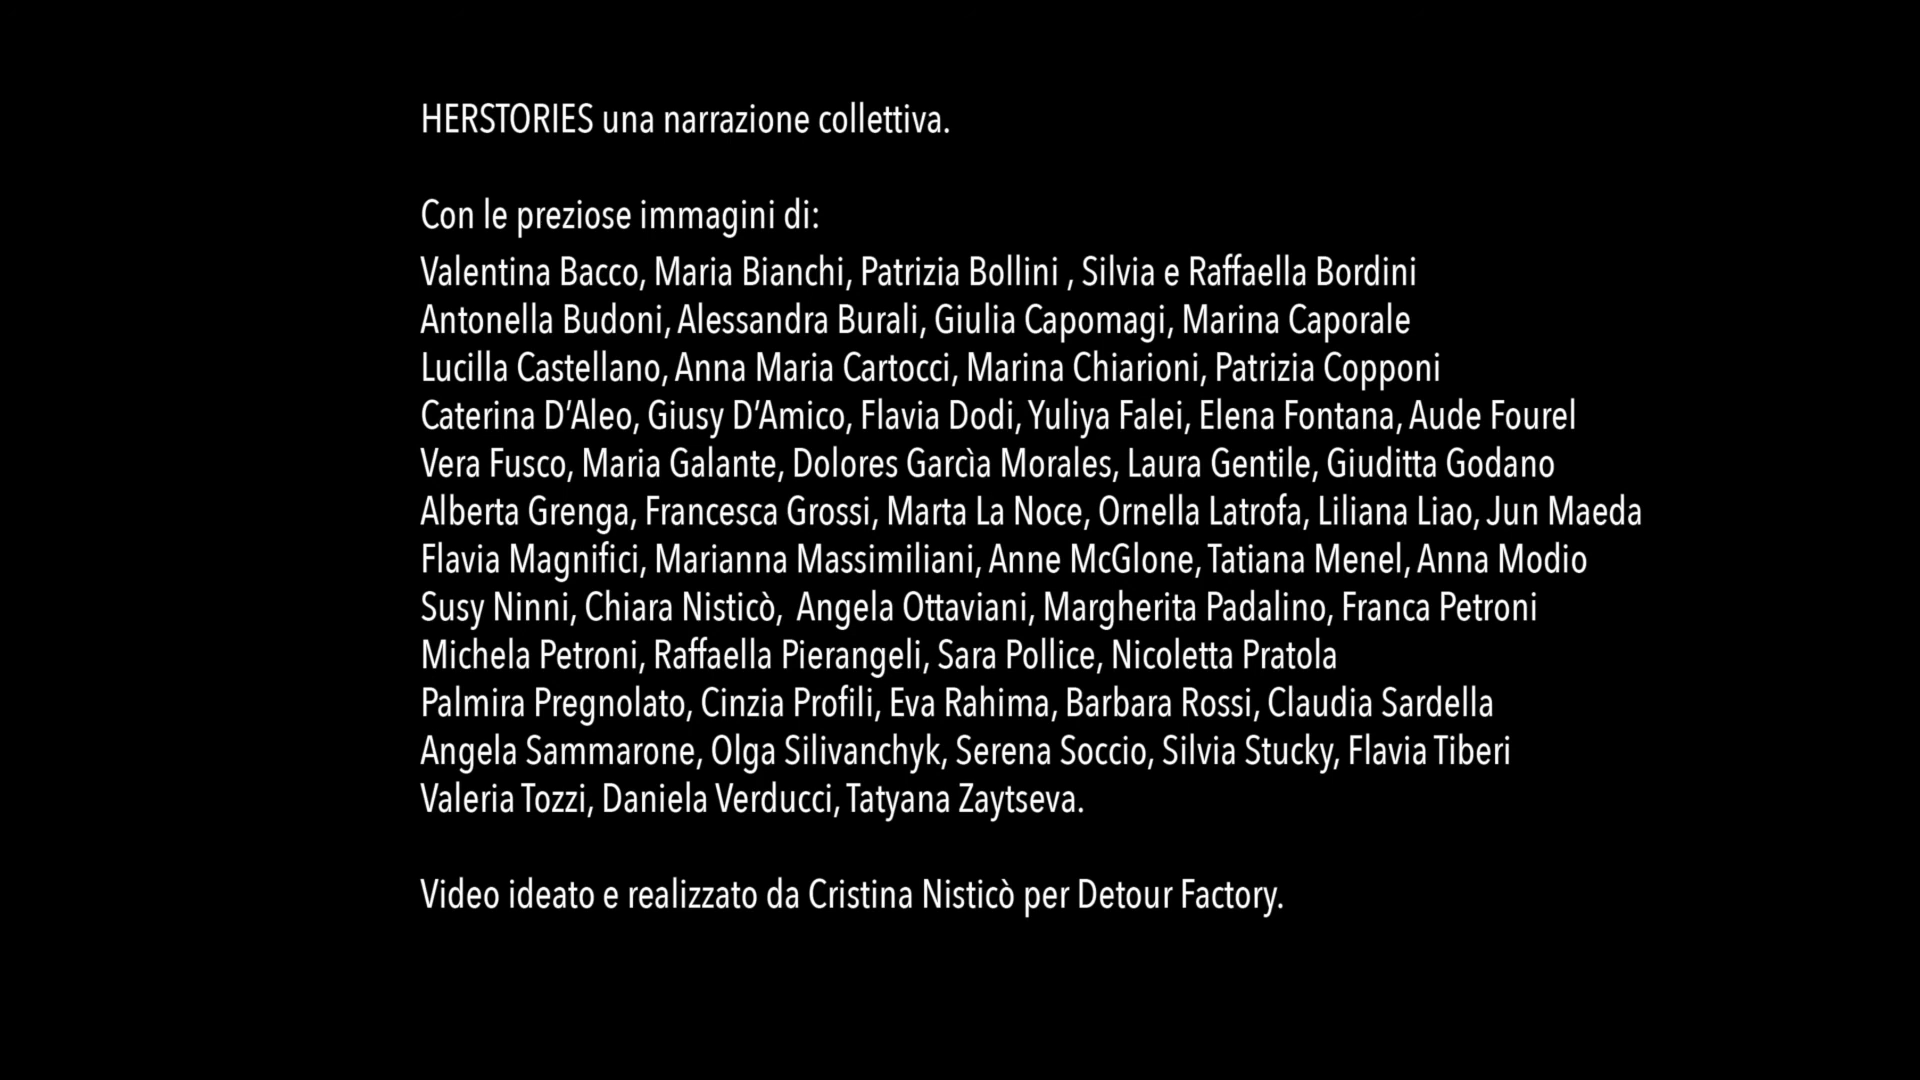 HERSTORIES una narrazione collettiva.
Con le preziose immagini di:
Valentina Bacco, Maria Bianchi, Patrizia Bollini , Silvia e Raffaella Bordini
Antonella Budoni, Alessandra Burali, Giulia Capomagi, Marina Caporale
Lucilla Castellano, Anna Maria Cartocci, Marina Chiarioni, Patrizia Copponi
Caterina D’Aleo, Giusy D’Amico, Flavia Dodi, Yuliya Falei, Elena Fontana, Aude Fourel
Vera Fusco, Maria Galante, Dolores Garcìa Morales, Laura Gentile, Giuditta Godano
Alberta Grenga, Francesca Grossi, Marta La Noce, Ornella Latrofa, Liliana Liao, Jun Maeda
Flavia Magnifici, Marianna Massimiliani, Anne McGlone, Tatiana Menel, Anna Modio
Susy Ninni, Chiara Nisticò,  Angela Ottaviani, Margherita Padalino, Franca Petroni
Michela Petroni, Raffaella Pierangeli, Sara Pollice, Nicoletta Pratola
Palmira Pregnolato, Cinzia Profili, Eva Rahima, Barbara Rossi, Claudia Sardella
Angela Sammarone, Olga Silivanchyk, Serena Soccio, Silvia Stucky, Flavia Tiberi
Valeria Tozzi, Daniela Verducci, Tatyana Zaytseva.
Video ideato e realizzato da Cristina Nisticò per Detour Factory.